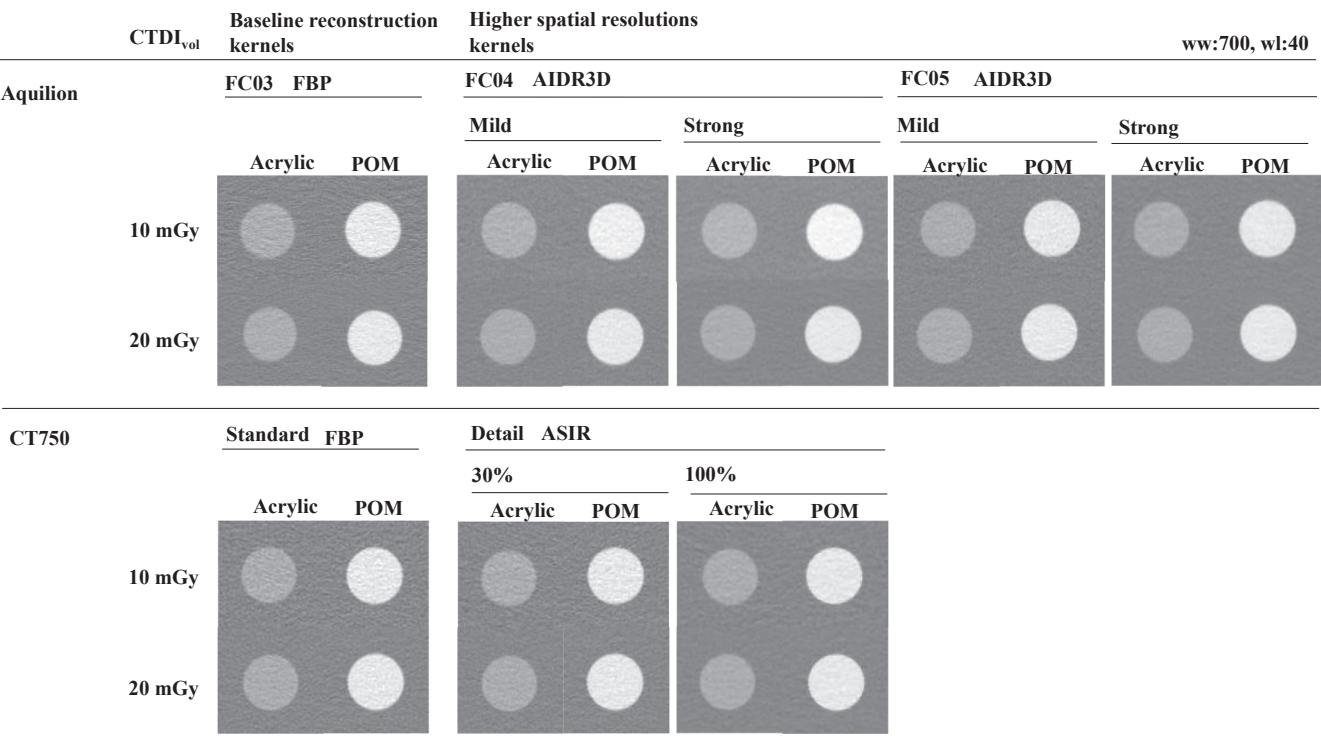 CTDIvol Baseline reconstruction kernels Higher spatial resolutions kernels ww:700, wl:40
Aquilion FC03 FBP FC04 AIDR3D FC05 AIDR3D
Mild Strong Mild Strong
Acrylic POM Acrylic POM Acrylic POM Acrylic POM Acrylic POM
10 mGy
20 mGy
CT750 Standard FBP Detail ASIR
30% 100%
Acrylic POM Acrylic POM Acrylic POM
10 mGy
20 mGy